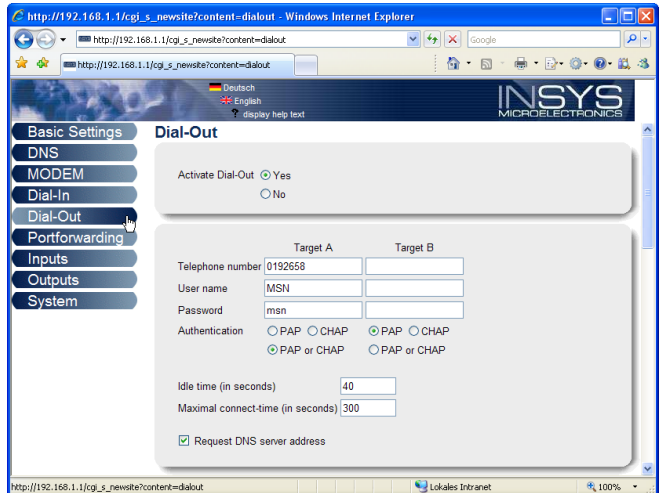 http://192.168.1.1/cgi_s_newsite?content=dialout - Windows Internet Explorer
http://192.168.1.1/cgi_s_newsite?content=dialout
Google
http://192.168.1.1/cgi_s_newsite?content=dialout
Deutsch
English
? display help text
INSYS
MICROELECTRONICS
Basic Settings
DNS
MODEM
Dial-In
Dial-Out
Portforwarding
Inputs
Outputs
System
Dial-Out
Activate Dial-Out Yes
No
Target A Target B
Telephone number 0192658
User name MSN
Password msn
Authentication PAP CHAP PAP CHAP
PAP or CHAP PAP or CHAP
Idle time (in seconds) 40
Maximal connect-time (in seconds) 300
Request DNS server address
http://192.168.1.1/cgi_s_newsite?content=dialout Lokales Intranet 100%